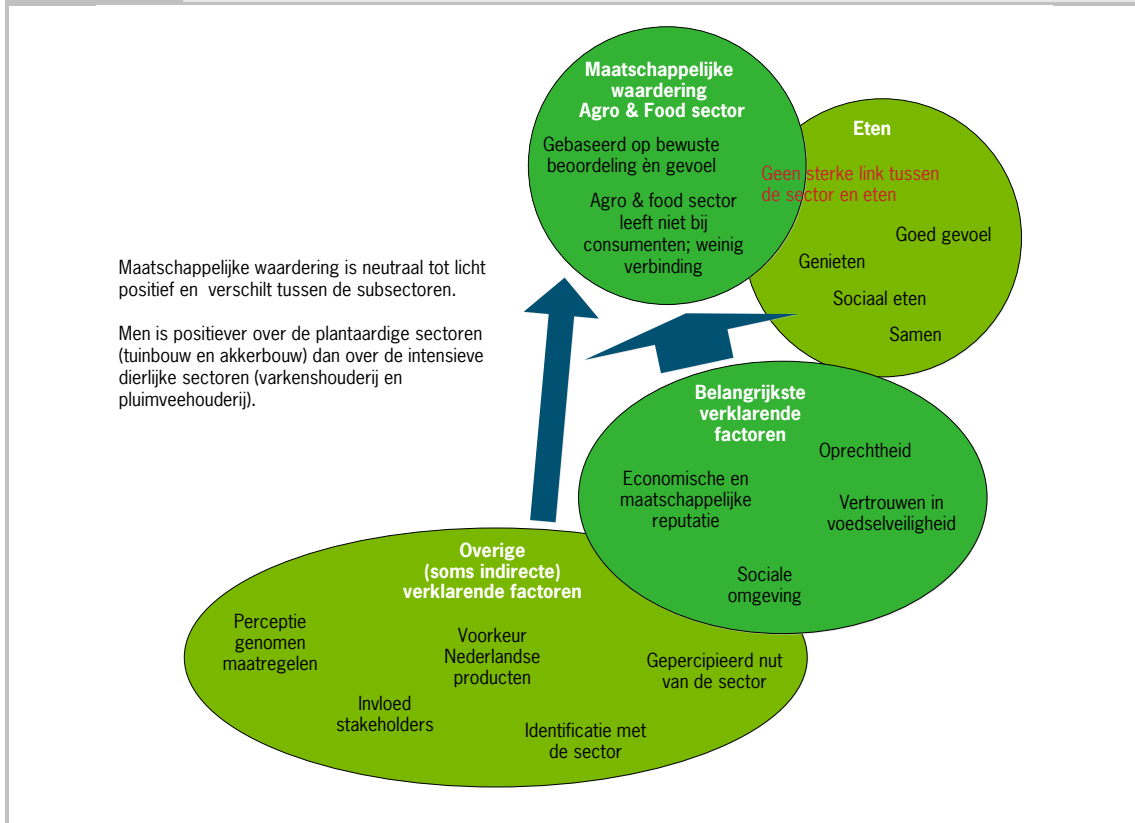 Maatschappelijke
waardering
Agro & Food sector
Gebaseerd op bewuste
beoordeling èn gevoel
Agro & food sector
leeft niet bij
consumenten; weinig
verbinding
Eten
Geen sterke link tussen
de sector en eten
Goed gevoel
Genieten
Sociaal eten
Samen
Maatschappelijke waardering is neutraal tot licht
positief en verschilt tussen de subsectoren.
Men is positiever over de plantaardige sectoren
(tuinbouw en akkerbouw) dan over de intensieve
dierlijke sectoren (varkenshouderij en
pluimveehouderij).
Belangrijkste
verklarende
factoren
Oprechtheid
Economische en
maatschappelijke
reputatie
Vertrouwen in
voedselveiligheid
Sociale
omgeving
Overige
(soms indirecte)
verklarende factoren
Perceptie
genomen
maatregelen
Voorkeur
Nederlandse
producten
Gepercipieerd nut
van de sector
Invloed
stakeholders
Identificatie met
de sector